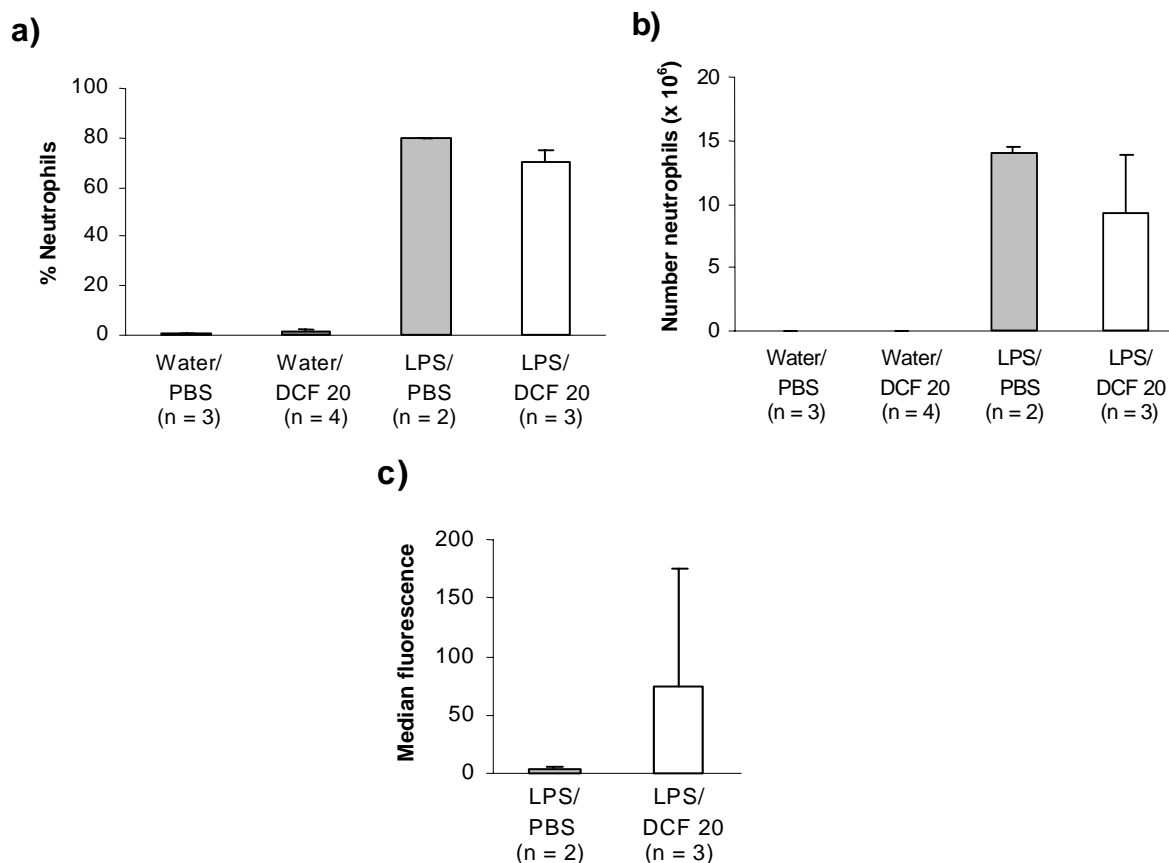 a)
% Neutrophils
100
80
60
40
20
0
Water/ Water/ LPS/ LPS/
PBS DCF 20 PBS DCF 20
(n = 3) (n = 4) (n = 2) (n = 3)
b)
Number neutrophils (x 10⁶)
20
15
10
5
0
Water/ Water/ LPS/ LPS/
PBS DCF 20 PBS DCF 20
(n = 3) (n = 4) (n = 2) (n = 3)
c)
Median fluorescence
200
150
100
50
0
LPS/ LPS/
PBS DCF 20
(n = 2) (n = 3)